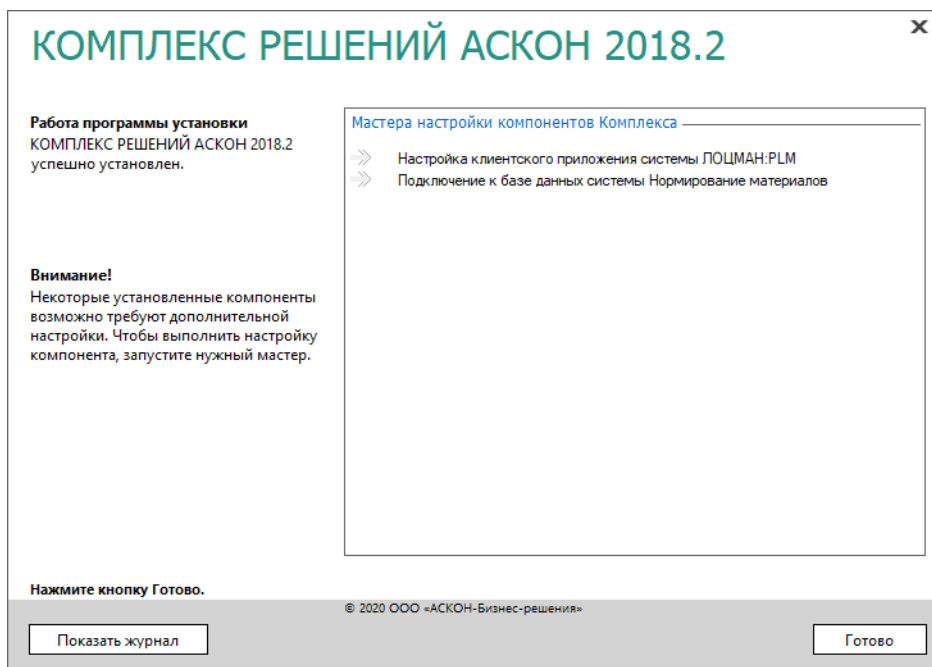 КОМПЛЕКС РЕШЕНИЙ АСКОН 2018.2
x
Работа программы установки
КОМПЛЕКС РЕШЕНИЙ АСКОН 2018.2
успешно установлен.
Внимание!
Некоторые установленные компоненты
возможно требуют дополнительной
настройки. Чтобы выполнить настройку
компонента, запустите нужный мастер.
Мастера настройки компонентов Комплекса
Настройка клиентского приложения системы ЛОЦМАН:PLM
Подключение к базе данных системы Нормирование материалов
Нажмите кнопку Готово.
© 2020 ООО «АСКОН-Бизнес-решения»
Показать журнал
Готово